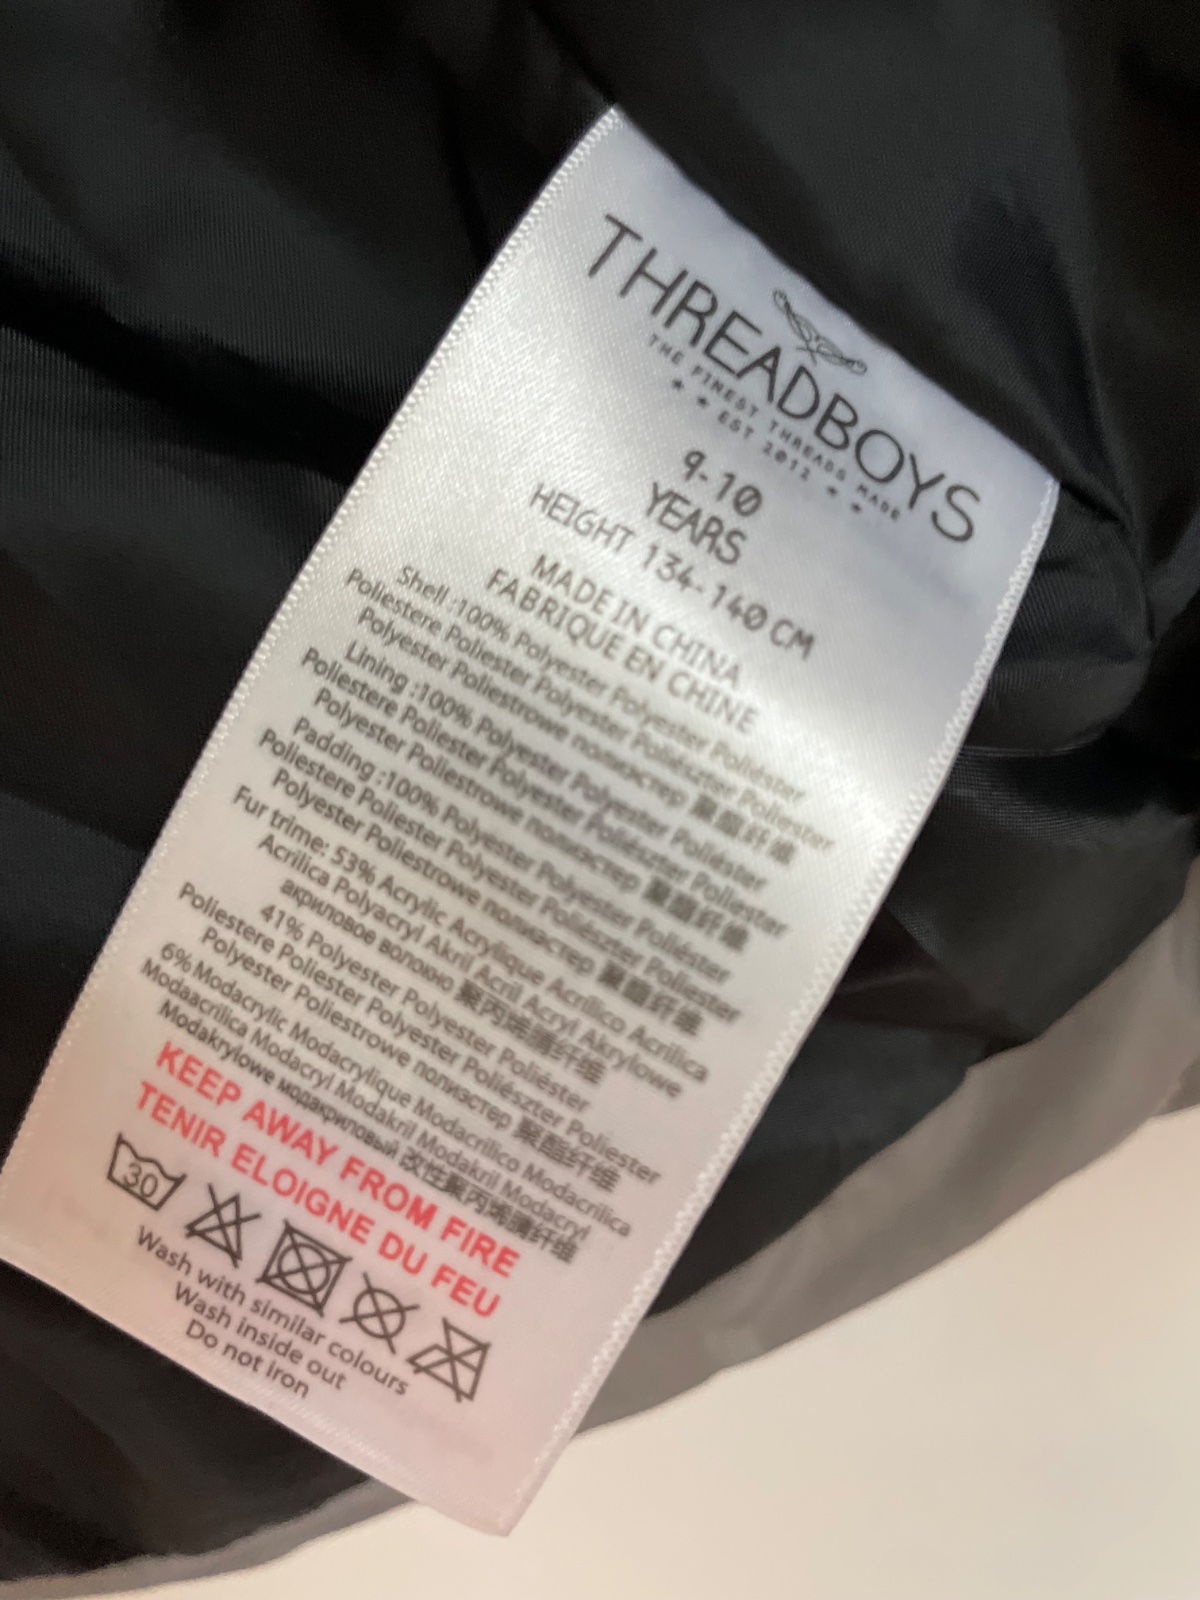 THREADBOYS
THE FINEST THREADS MADE
* * EST 2012 * *
9-10
YEARS
HEIGHT 134-140 CM
MADE IN CHINA
FABRIQUE EN CHINE
Shell :100% Polyester Polyester Poliéster
Poliestere Poliester Polyester Poliészter Poliester
Polyester Poliestrowe полиэстер 聚酯纤维
Lining :100% Polyester Polyester Poliéster
Poliestere Poliester Polyester Poliészter Poliester
Polyester Poliestrowe полиэстер 聚酯纤维
Padding :100% Polyester Polyester Poliéster
Poliestere Poliester Polyester Poliészter Poliester
Polyester Poliestrowe полиэстер 聚酯纤维
Fur trime: 53% Acrylic Acrylique Acrílico Acrílica
Acrilica Polyacryl Akril Acril Acryl Akrylowe
акриловое волокно 聚丙烯腈纤维
41% Polyester Polyester Poliéster
Poliestere Poliester Polyester Poliészter Poliester
Polyester Poliestrowe полиэстер 聚酯纤维
6% Modacrylic Modacrylique Modacrílico Modacrílica
Modaacrilica Modacryl Modakril Modakril Modacryl
Modakrylowe модакриловый 改性聚丙烯腈纤维
KEEP AWAY FROM FIRE
TENIR ELOIGNE DU FEU
30
Wash with similar colours
Wash inside out
Do not iron